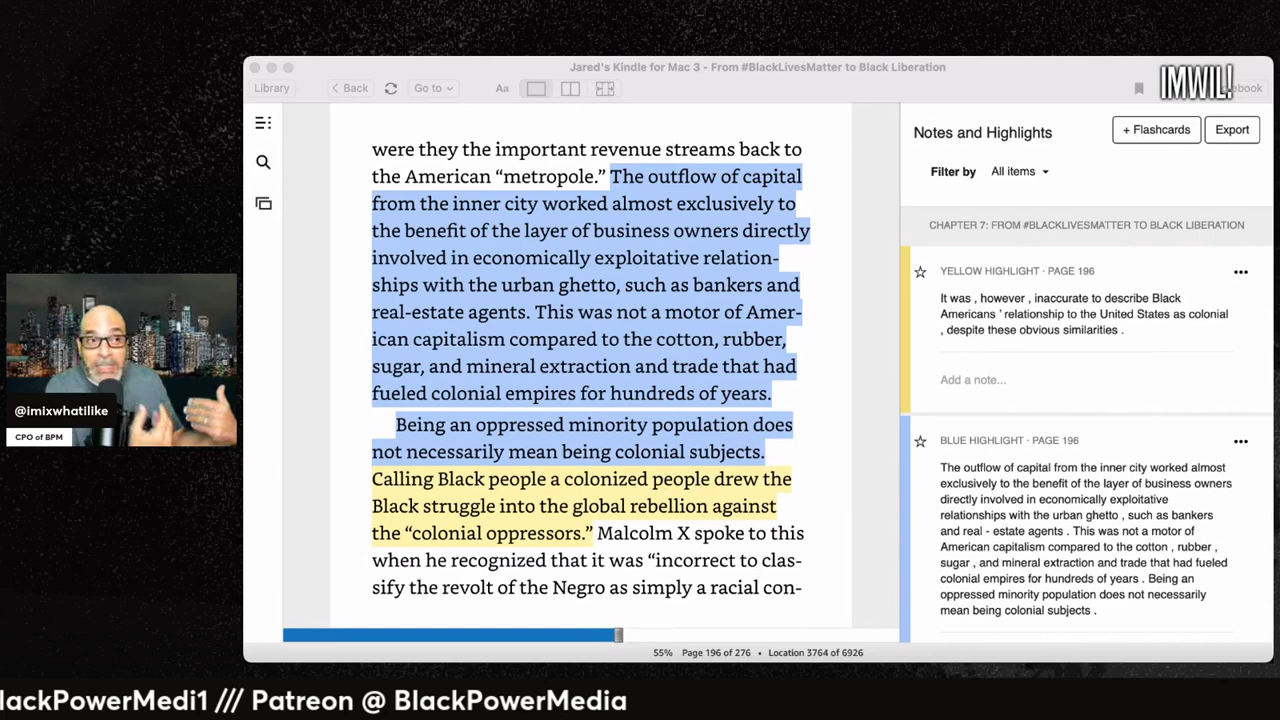 Jared's Kindle for Mac 3 - From #BlackLivesMatter to Black Liberation
IMWIL!
Library
Back
Go to
Aa
were they the important revenue streams back to
the American “metropole.” The outflow of capital
from the inner city worked almost exclusively to
the benefit of the layer of business owners directly
involved in economically exploitative relation-
ships with the urban ghetto, such as bankers and
real-estate agents. This was not a motor of Amer-
ican capitalism compared to the cotton, rubber,
sugar, and mineral extraction and trade that had
fueled colonial empires for hundreds of years.
Being an oppressed minority population does
not necessarily mean being colonial subjects.
Calling Black people a colonized people drew the
Black struggle into the global rebellion against
the “colonial oppressors.” Malcolm X spoke to this
when he recognized that it was “incorrect to clas-
sify the revolt of the Negro as simply a racial con-
55% Page 196 of 276 • Location 3764 of 6926
Notes and Highlights
+ Flashcards
Export
Filter by All items
CHAPTER 7: FROM #BLACKLIVESMATTER TO BLACK LIBERATION
YELLOW HIGHLIGHT · PAGE 196
It was , however , inaccurate to describe Black
Americans ’ relationship to the United States as colonial
, despite these obvious similarities .
Add a note...
BLUE HIGHLIGHT · PAGE 196
The outflow of capital from the inner city worked almost
exclusively to the benefit of the layer of business owners
directly involved in economically exploitative
relationships with the urban ghetto , such as bankers
and real - estate agents . This was not a motor of
American capitalism compared to the cotton , rubber ,
sugar , and mineral extraction and trade that had fueled
colonial empires for hundreds of years . Being an
oppressed minority population does not necessarily
mean being colonial subjects .
@imixwhatilike
CPO of BPM
lackPowerMedi1 /// Patreon @ BlackPowerMedia